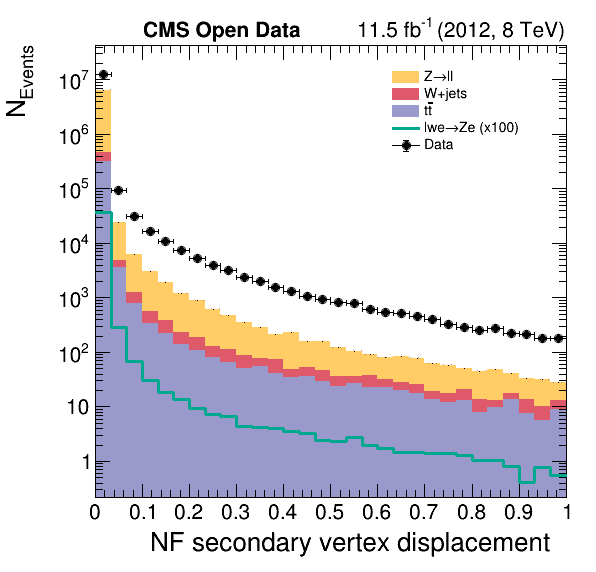 CMS Open Data 11.5 fb⁻¹ (2012, 8 TeV)
N_Events
10⁷
10⁶
10⁵
10⁴
10³
10²
10
1
Z→ll
W+jets
tt̄
lwe→Ze (x100)
Data
0 0.1 0.2 0.3 0.4 0.5 0.6 0.7 0.8 0.9 1
NF secondary vertex displacement